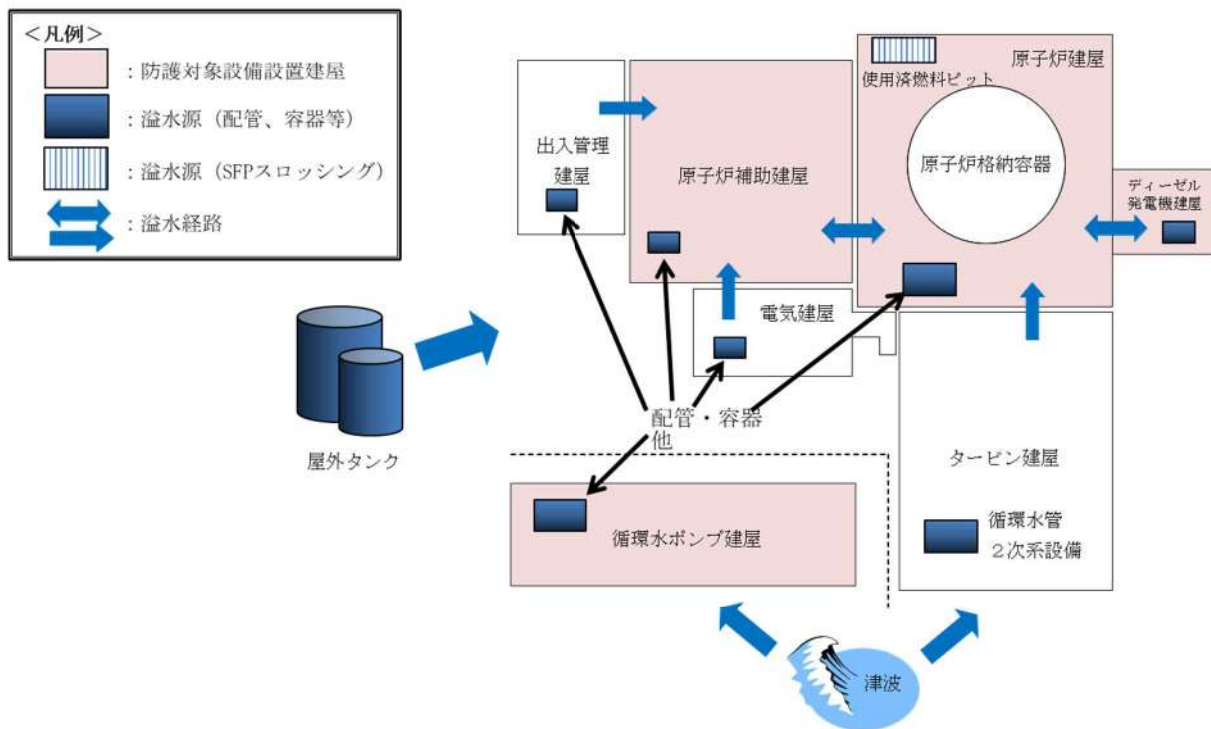 ＜凡例＞
：防護対象設備設置建屋
：溢水源（配管、容器等）
：溢水源（SFPスロッシング）
：溢水経路
原子炉建屋
使用済燃料ピット
出入管理
建屋
原子炉補助建屋
原子炉格納容器
ディーゼル
発電機建屋
電気建屋
屋外タンク
配管・容器
他
タービン建屋
循環水ポンプ建屋
循環水管
２次系設備
津波